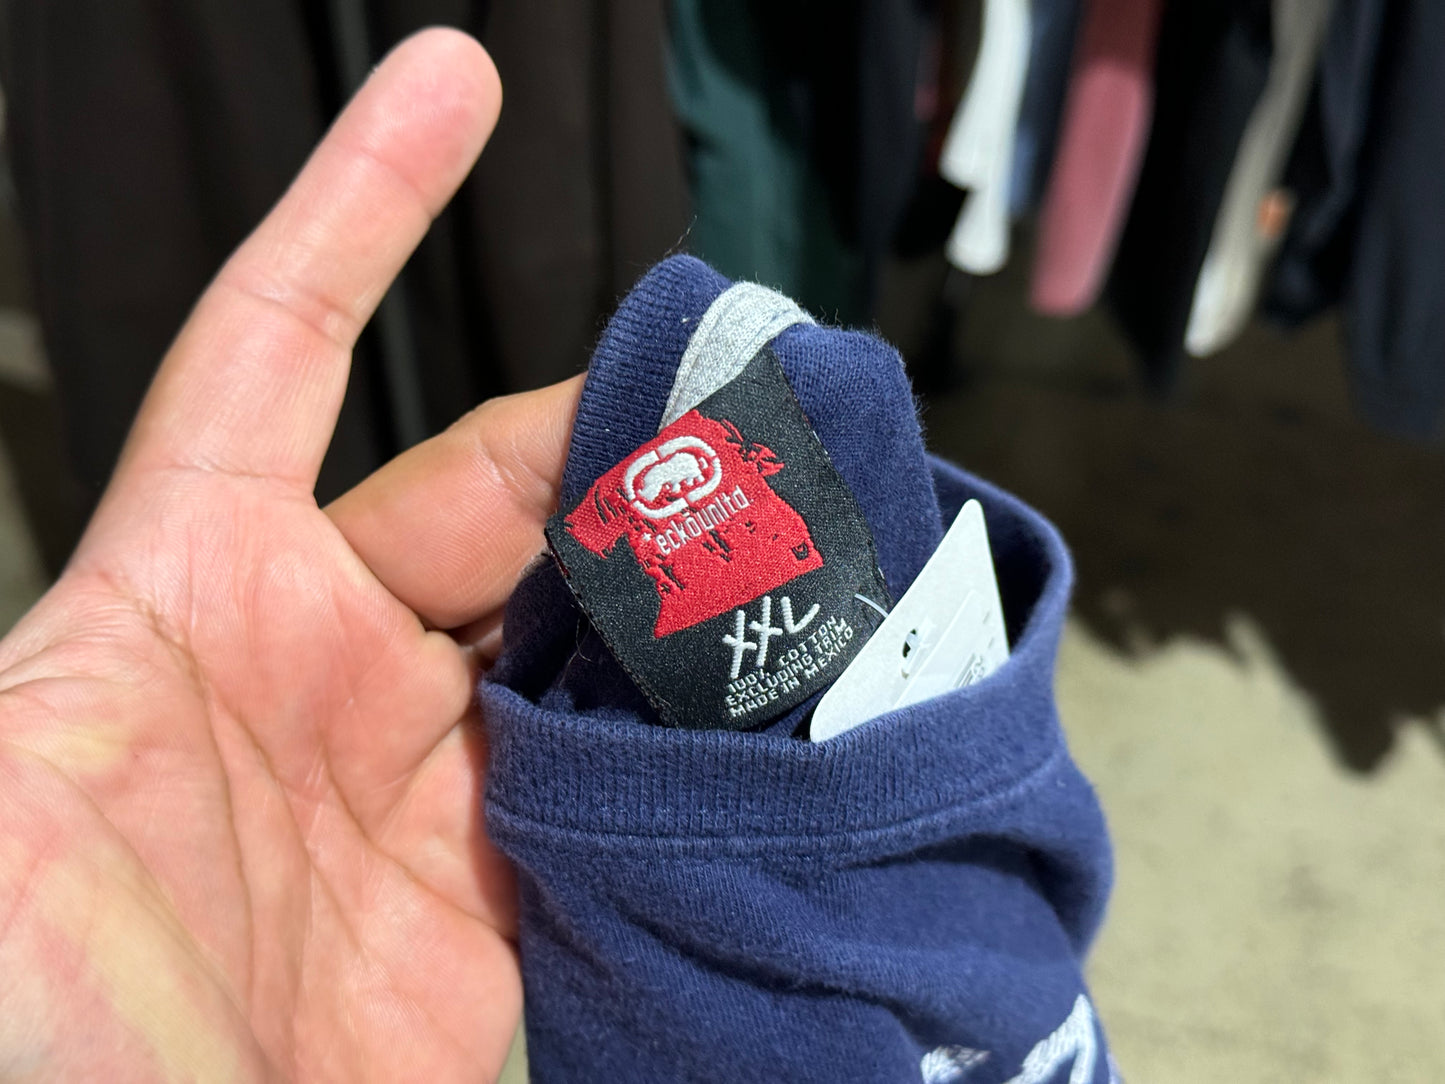 eckōunltd
XXL
100% COTTON
EXCLUDING TRIM
MADE IN MEXICO